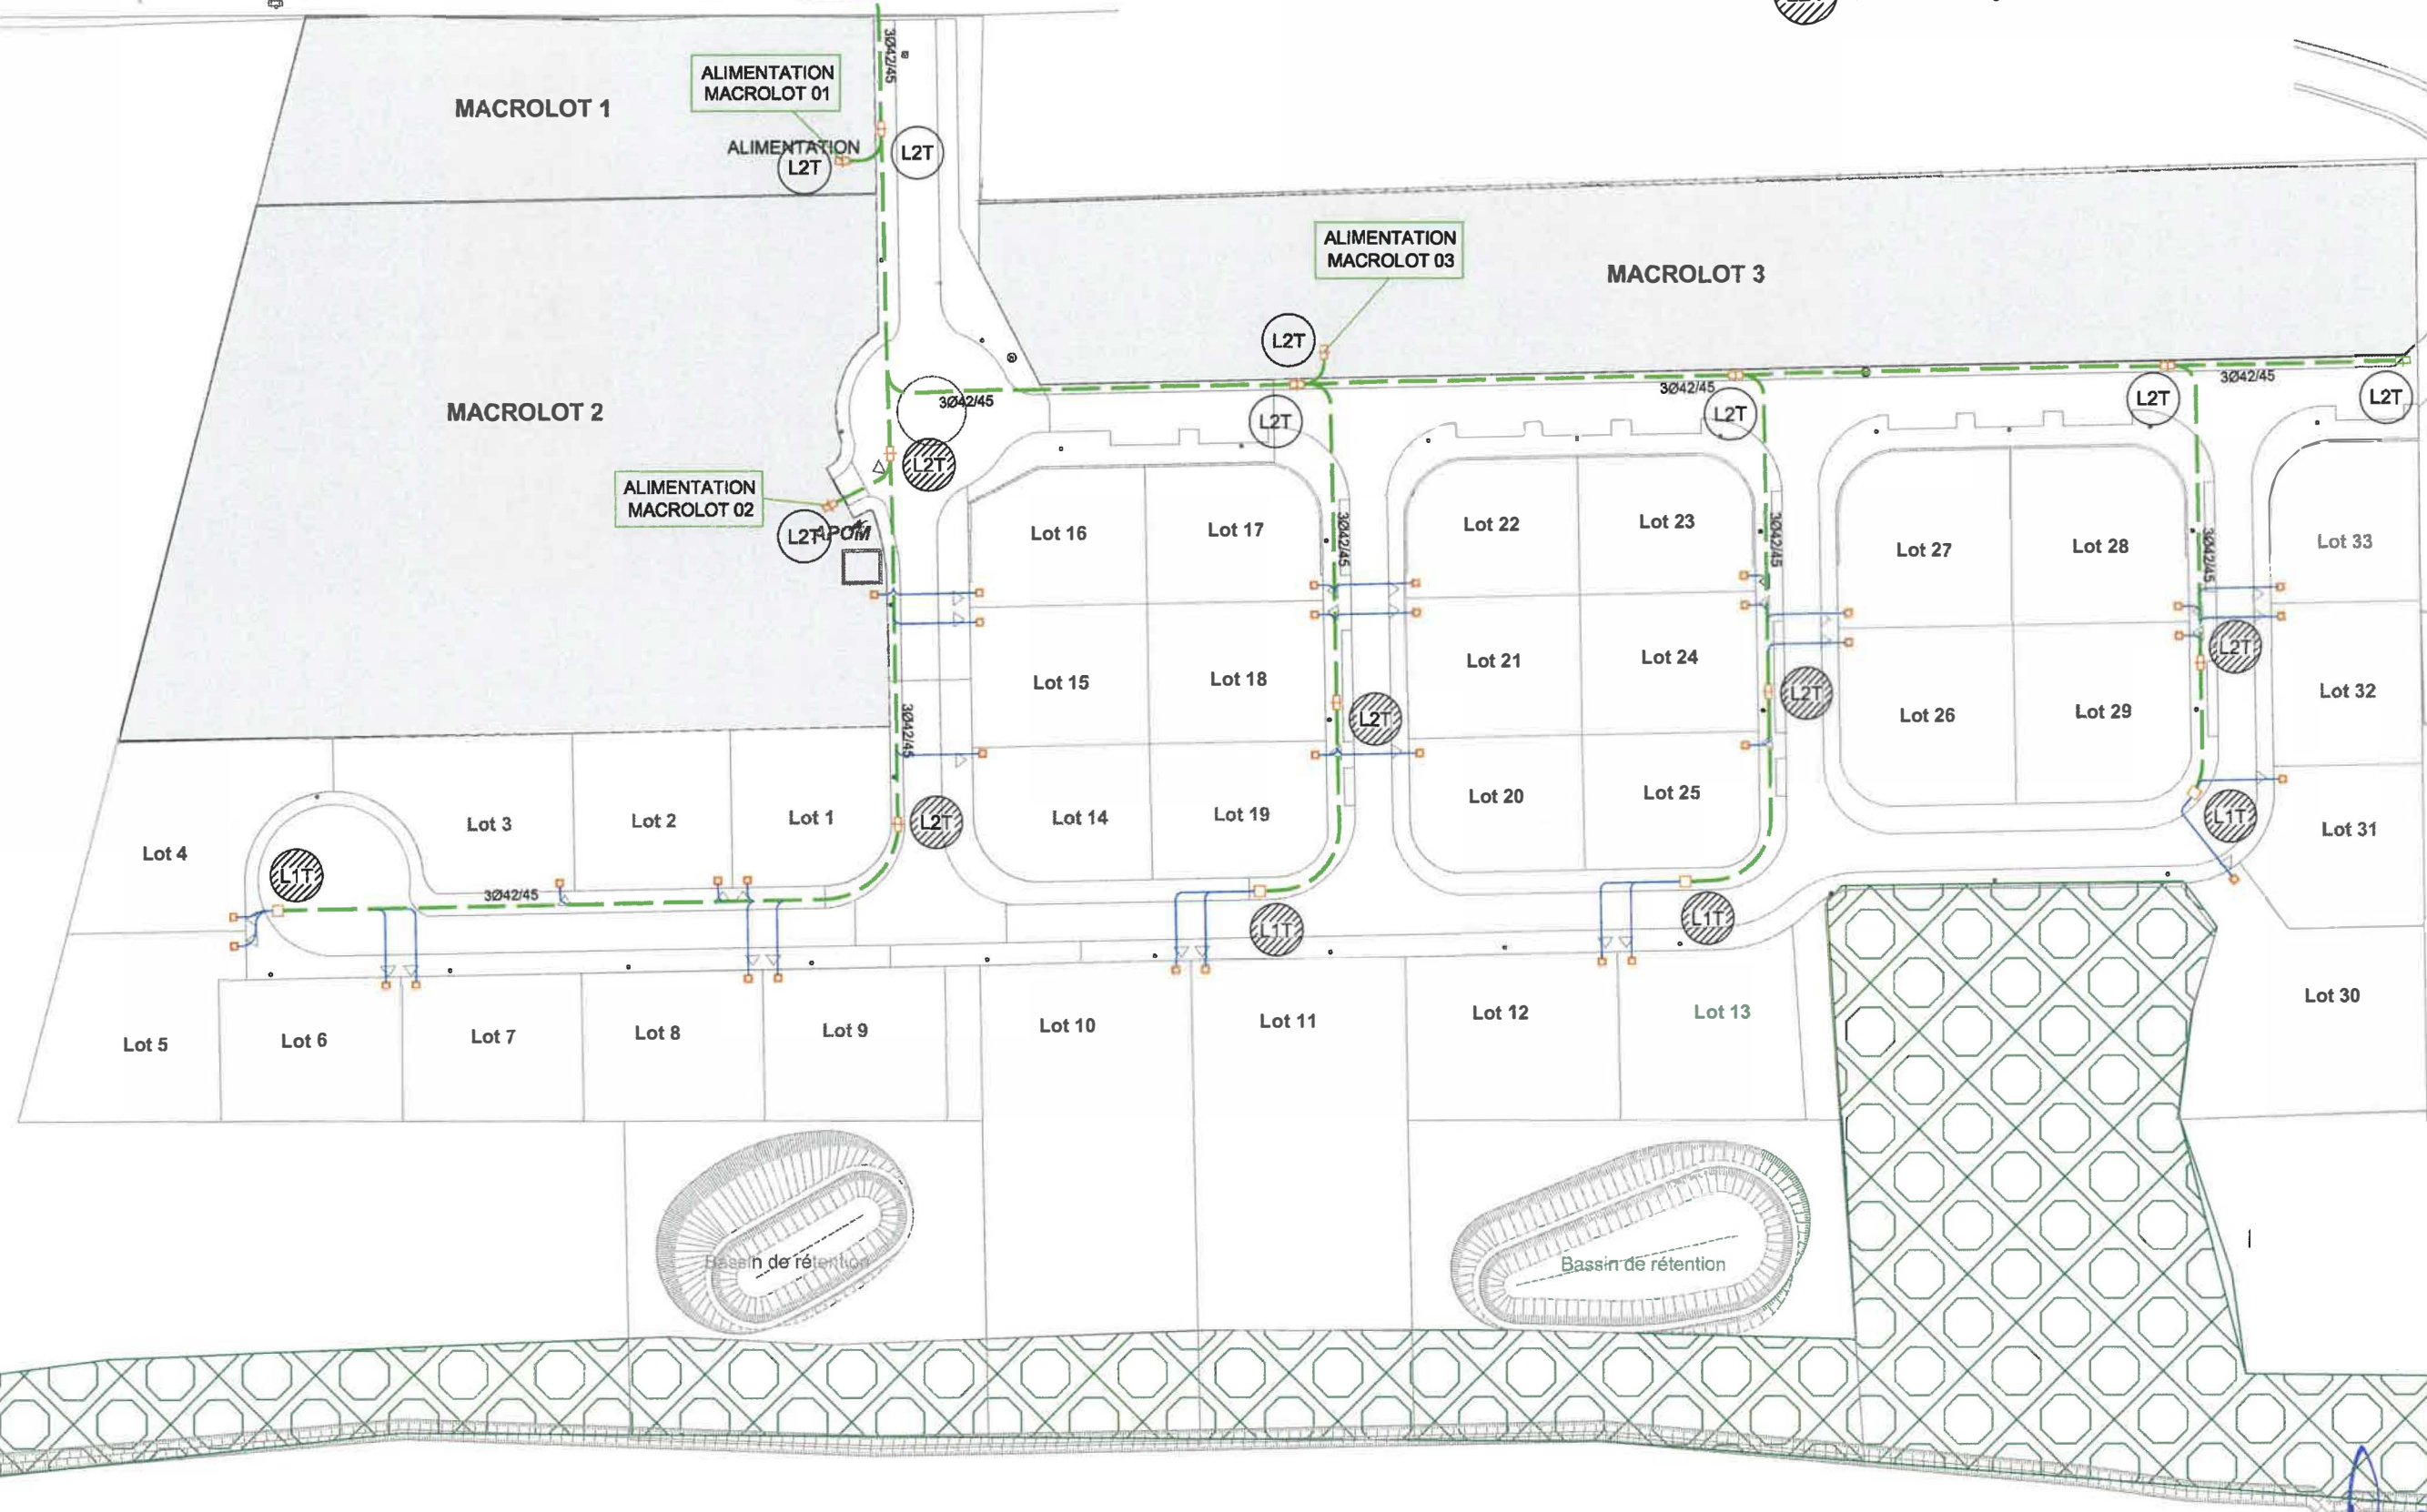 3Ø42/45
ALIMENTATION
MACROLOT 01
MACROLOT 1
ALIMENTATION
L2T
L2T
ALIMENTATION
MACROLOT 03
MACROLOT 3
L2T
3Ø42/45
3Ø42/45
3Ø42/45
L2T
L2T
L2T
L2T
MACROLOT 2
L2T
ALIMENTATION
MACROLOT 02
L2T
APOM
3Ø42/45
3Ø42/45
3Ø42/45
Lot 16
Lot 17
Lot 22
Lot 23
Lot 27
Lot 28
Lot 33
L2T
Lot 15
Lot 18
Lot 21
Lot 24
Lot 26
Lot 29
Lot 32
L2T
L2T
3Ø42/45
Lot 4
Lot 3
Lot 2
Lot 1
L2T
Lot 14
Lot 19
Lot 20
Lot 25
L1T
Lot 31
L1T
3Ø42/45
L1T
L1T
Lot 5
Lot 6
Lot 7
Lot 8
Lot 9
Lot 10
Lot 11
Lot 12
Lot 13
Lot 30
Bassin de rétention
Bassin de rétention